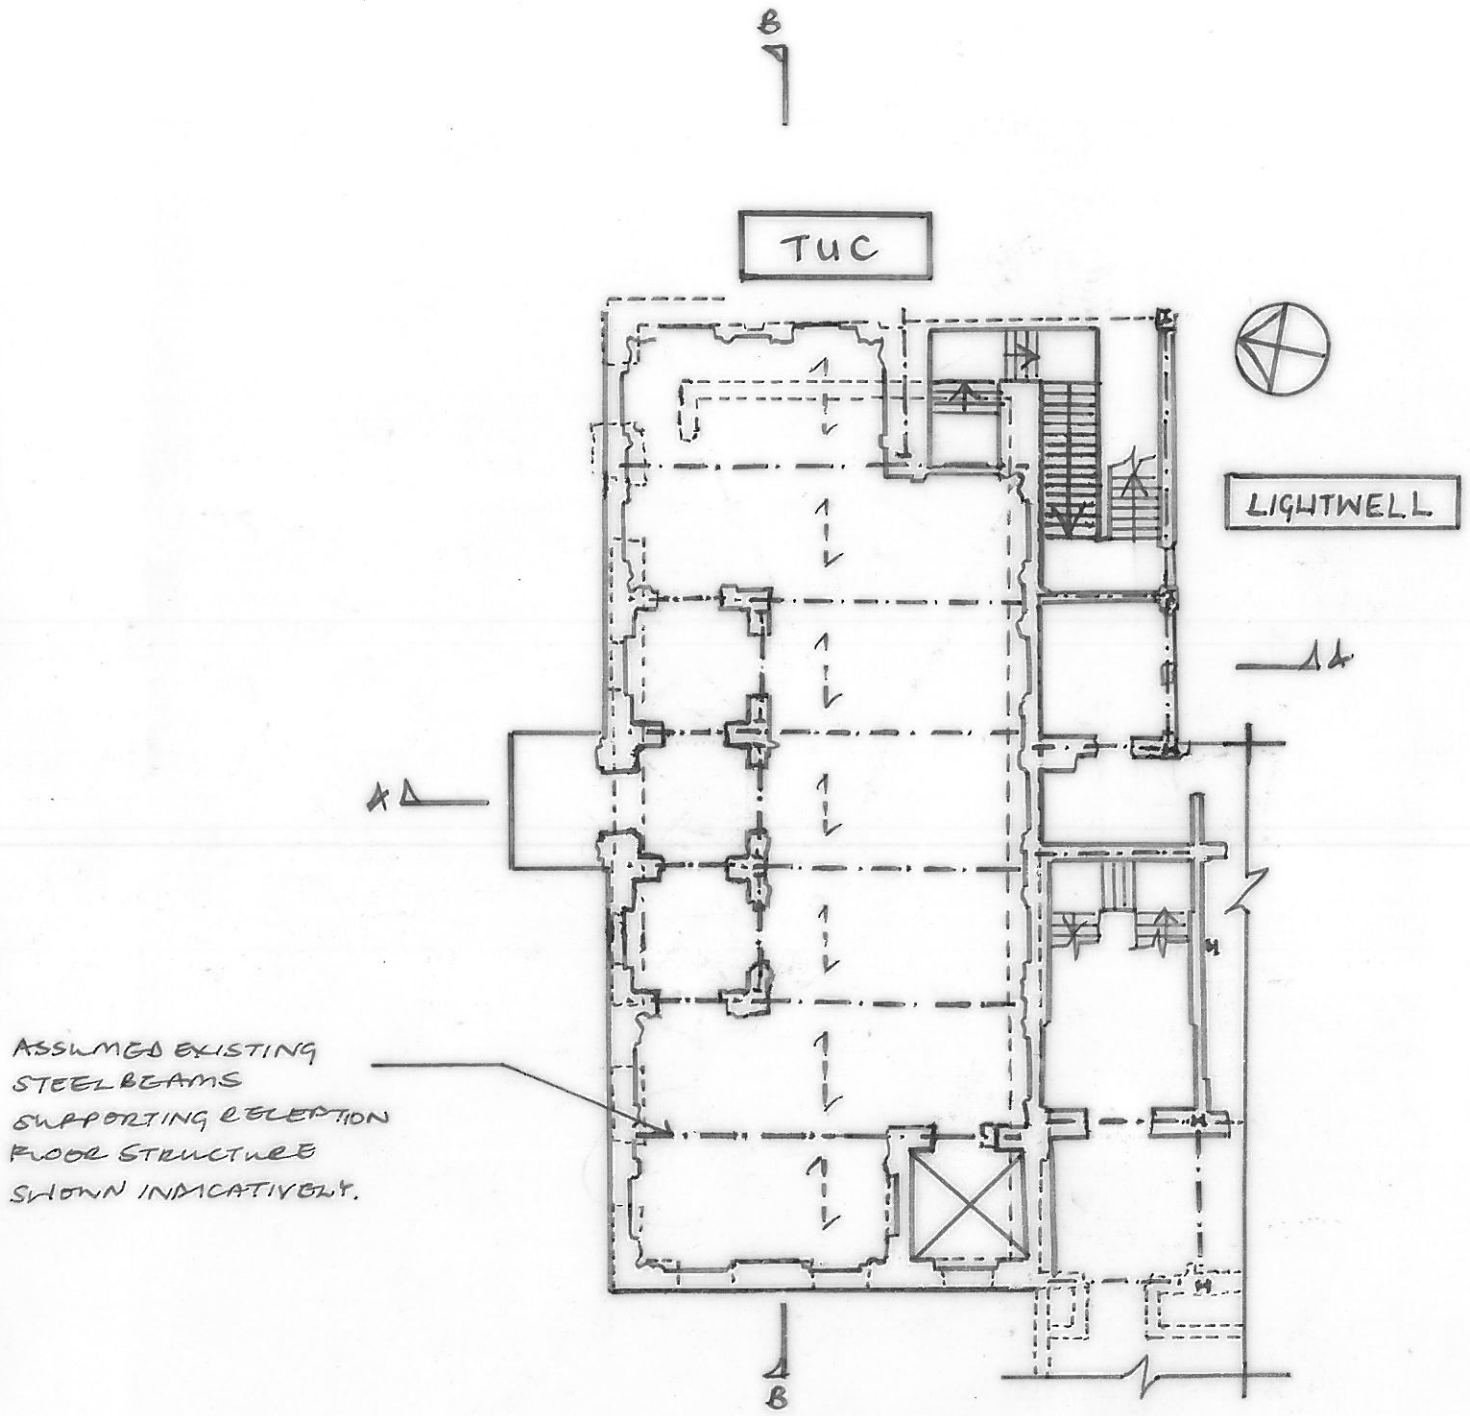 B
TUC
LIGHTWELL
A
A
ASSUMED EXISTING
STEEL BEAMS
SUPPORTING RECEPTION
FLOOR STRUCTURE
SHOWN INDICATIVELY.
B